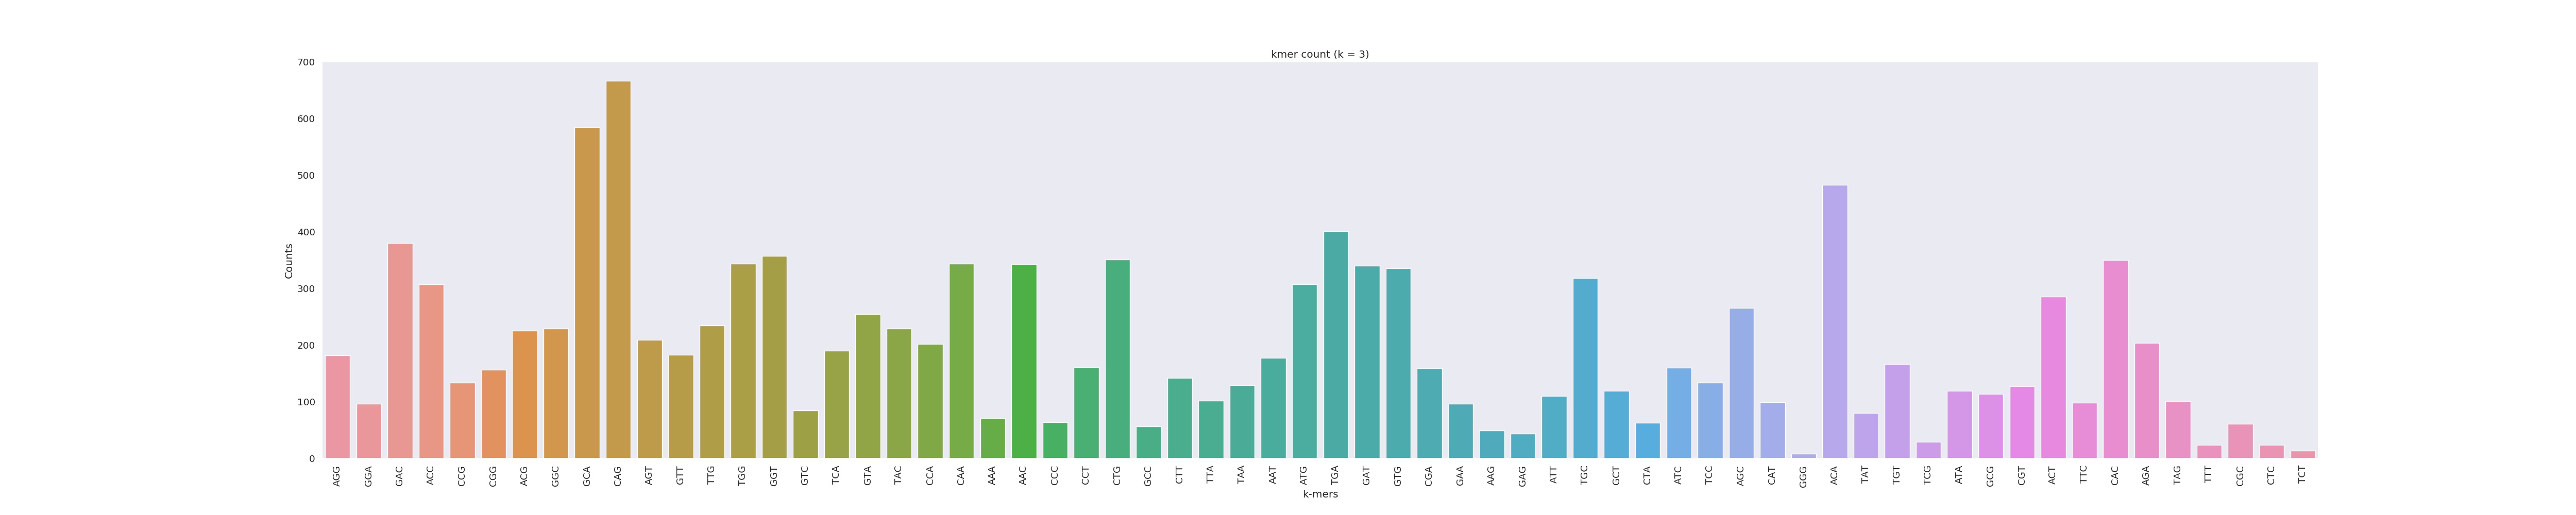 kmer count (k = 3)
700
600
500
400
300
200
100
0
Counts
AGG GGA GAC ACC CCG CGG ACG GGC GCA CAG AGT GTT TTG TGG GGT GTC TCA GTA TAC CCA CAA AAA AAC CCC CCT CTG GCC CTT TTA TAA AAT ATG TGA GAT GTG CGA GAA AAG GAG ATT TGC GCT CTA ATC TCC AGC CAT GGG ACA TAT TGT TCG ATA GCG CGT ACT TTC CAC AGA TAG TTT CGC CTC TCT
k-mers